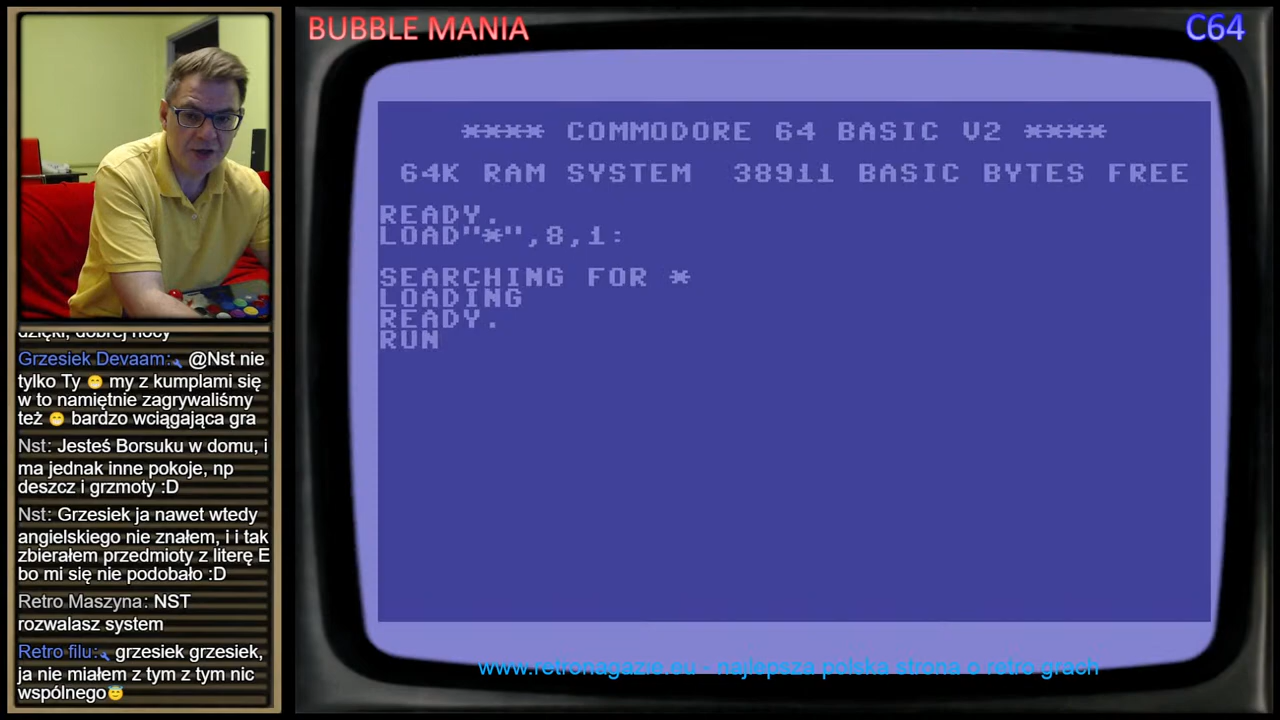 BUBBLE MANIA
C64
**** COMMODORE 64 BASIC V2 ****
64K RAM SYSTEM 38911 BASIC BYTES FREE
READY.
LOAD"*",8,1:
SEARCHING FOR *
LOADING
READY.
RUN
www.retronagazie.eu - najlepsza polska strona o retro grach
dzięki, dobrej nocy
Grzesiek Devaam: @Nst nie
tylko Ty 😁 my z kumplami się
w to namiętnie zagrywaliśmy
też 😁 bardzo wciągająca gra
Nst: Jesteś Borsuku w domu, i
ma jednak inne pokoje, np
deszcz i grzmoty :D
Nst: Grzesiek ja nawet wtedy
angielskiego nie znałem, i i tak
zbierałem przedmioty z literę E
bo mi się nie podobało :D
Retro Maszyna: NST
rozwalasz system
Retro filu: grzesiek grzesiek,
ja nie miałem z tym z tym nic
wspólnego😇